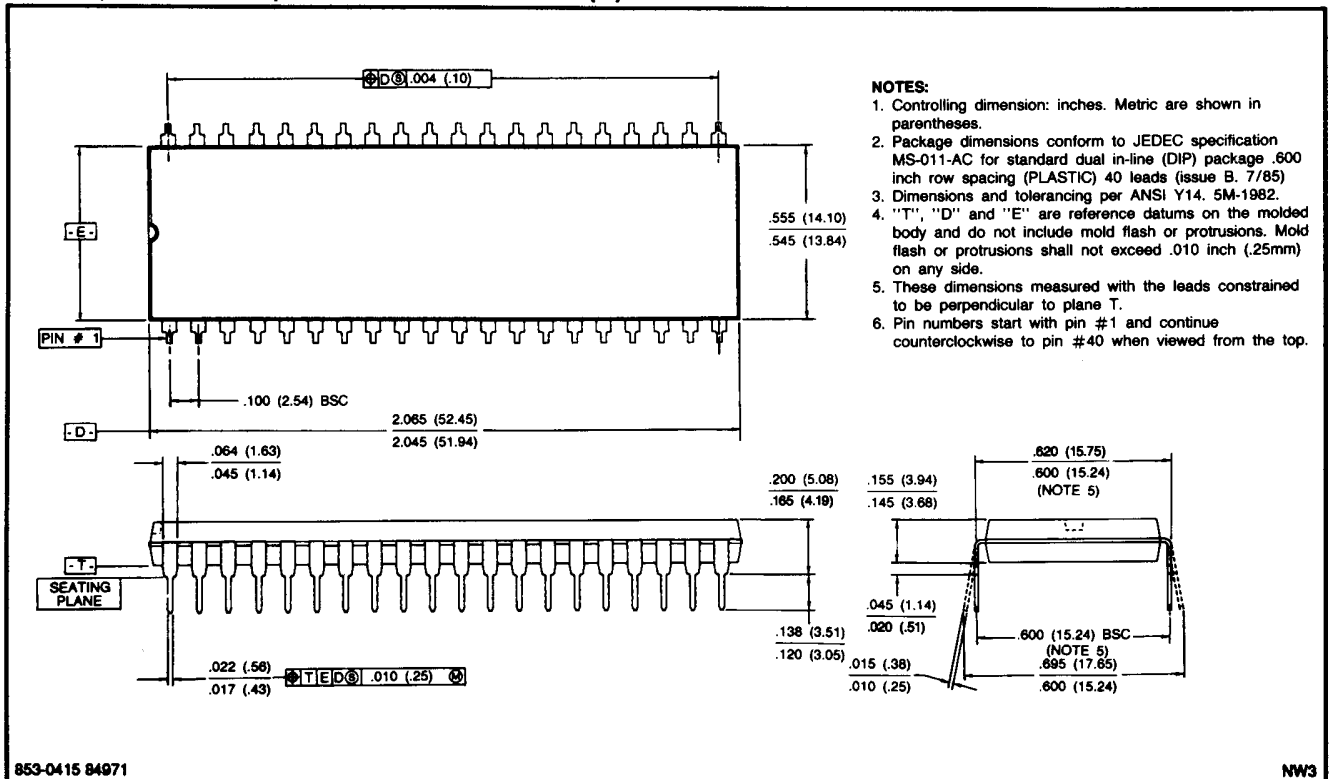 D Ⓢ .004 (.10)
NOTES:
1. Controlling dimension: inches. Metric are shown in
parentheses.
2. Package dimensions conform to JEDEC specification
MS-011-AC for standard dual in-line (DIP) package .600
inch row spacing (PLASTIC) 40 leads (issue B. 7/85)
3. Dimensions and tolerancing per ANSI Y14. 5M-1982.
4. "T", "D" and "E" are reference datums on the molded
body and do not include mold flash or protrusions. Mold
flash or protrusions shall not exceed .010 inch (.25mm)
on any side.
5. These dimensions measured with the leads constrained
to be perpendicular to plane T.
6. Pin numbers start with pin #1 and continue
counterclockwise to pin #40 when viewed from the top.
- E -
.555 (14.10)
.545 (13.84)
PIN # 1
.100 (2.54) BSC
- D -
2.065 (52.45)
2.045 (51.94)
.064 (1.63)
.045 (1.14)
.200 (5.08)
.165 (4.19)
.155 (3.94)
.145 (3.68)
.620 (15.75)
.600 (15.24)
(NOTE 5)
- T -
SEATING
PLANE
.138 (3.51)
.120 (3.05)
.045 (1.14)
.020 (.51)
.600 (15.24) BSC
(NOTE 5)
.022 (.56)
.017 (.43)
T E D Ⓢ .010 (.25) Ⓜ
.015 (.38)
.010 (.25)
.695 (17.65)
.600 (15.24)
853-0415 84971
NW3